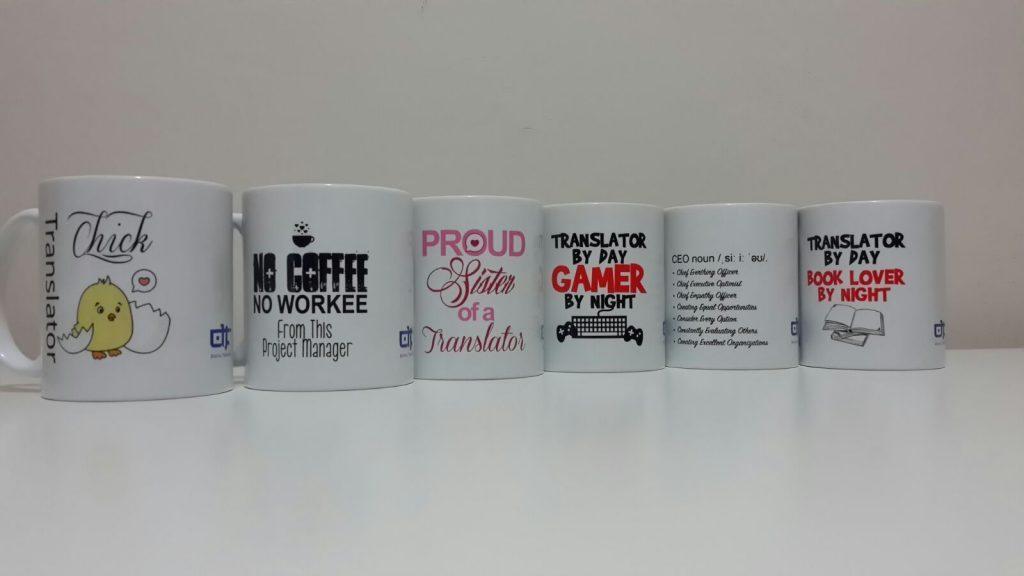 Chick
Translator
NO COFFEE
NO WORKEE
From This
Project Manager
PROUD
Sister
of a
Translator
TRANSLATOR
BY DAY
GAMER
BY NIGHT
CEO noun /ˌsiː iː ˈəʊ/.
• Chief Everything Officer
• Chief Executive Optimist
• Chief Empathy Officer
• Creating Equal Opportunities
• Consider Every Option
• Constantly Evaluating Others
• Creating Excellent Organizations
TRANSLATOR
BY DAY
BOOK LOVER
BY NIGHT